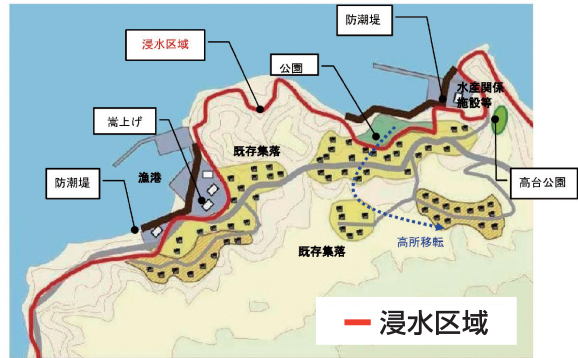 防潮堤
浸水区域
公園
水産関係
施設等
嵩上げ
既存集落
漁港
防潮堤
高台公園
高所移転
既存集落
浸水区域